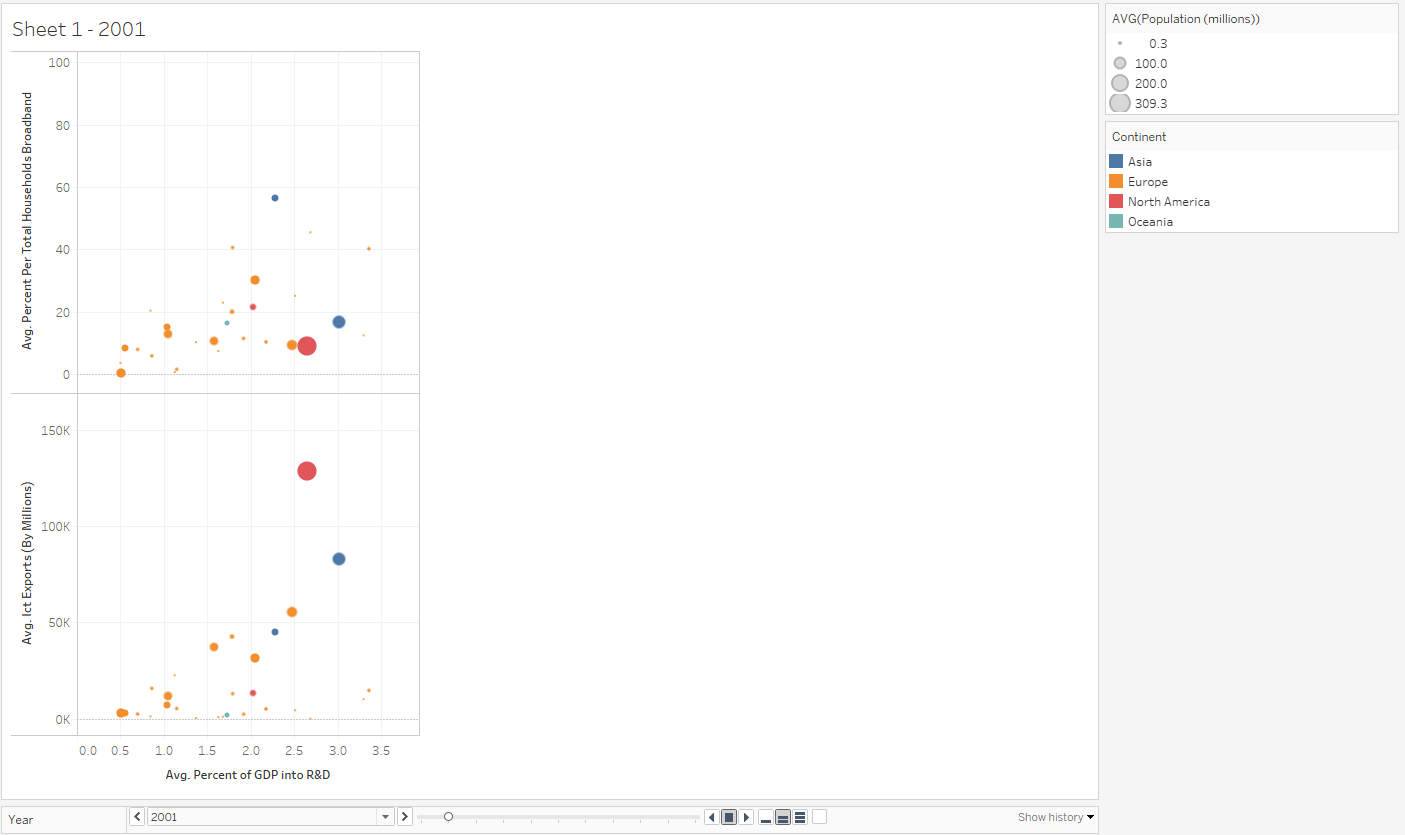 Sheet 1 - 2001
100
80
60
40
20
0
Avg. Percent Per Total Households Broadband
150K
100K
50K
0K
Avg. Ict Exports (By Millions)
0.0 0.5 1.0 1.5 2.0 2.5 3.0 3.5
Avg. Percent of GDP into R&D
AVG(Population (millions))
0.3
100.0
200.0
309.3
Continent
Asia
Europe
North America
Oceania
Year
2001
Show history